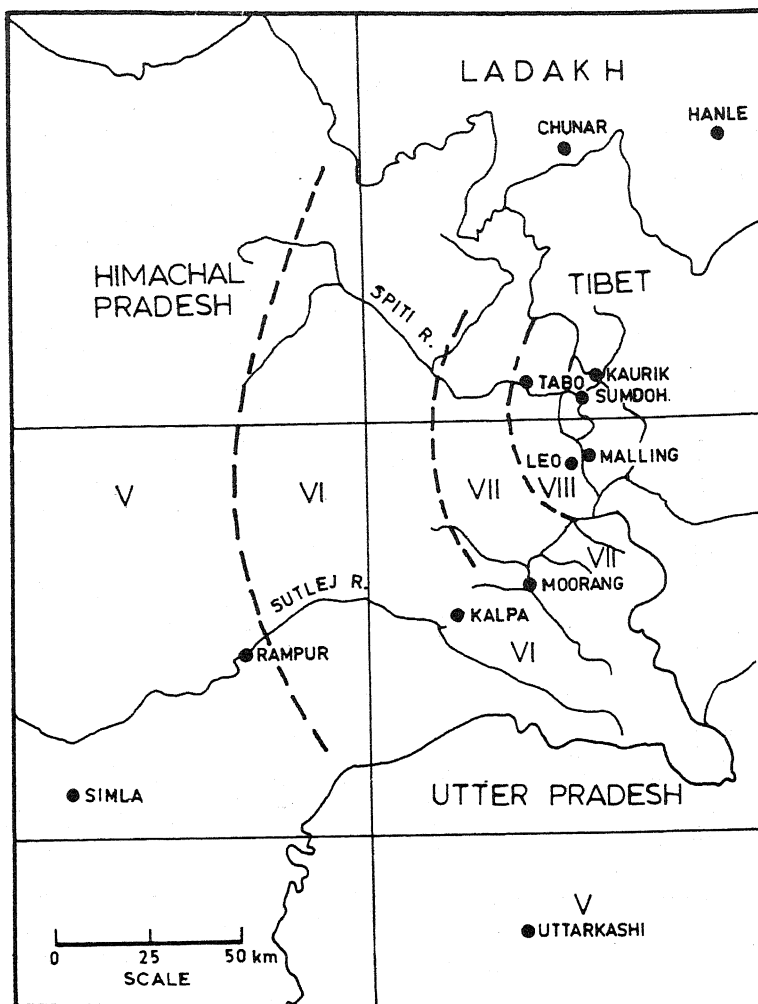 LADAKH
HANLE
CHUNAR
HIMACHAL
PRADESH
TIBET
SPITI R.
TABO
KAURIK
SUMDOH.
LEO
MALLING
V
VI
VII
VIII
VII
MOORANG
SUTLEJ R.
KALPA
RAMPUR
VI
SIMLA
UTTER PRADESH
V
UTTARKASHI
0 25 50 km
SCALE